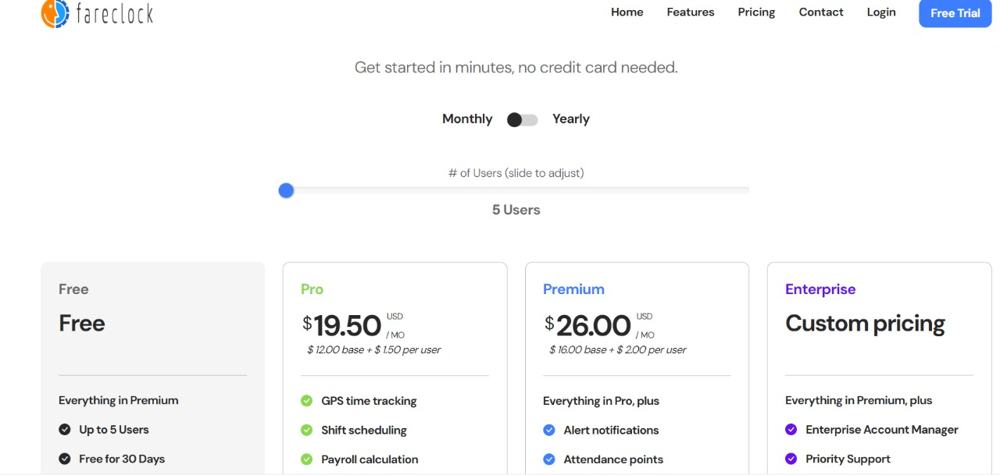 fareclock
Home Features Pricing Contact Login Free Trial
Get started in minutes, no credit card needed.
Monthly Yearly
# of Users (slide to adjust)
5 Users
Free
Free
Everything in Premium
Up to 5 Users
Free for 30 Days
Pro
$19.50 USD / MO
$ 12.00 base + $ 1.50 per user
GPS time tracking
Shift scheduling
Payroll calculation
Premium
$26.00 USD / MO
$ 16.00 base + $ 2.00 per user
Everything in Pro, plus
Alert notifications
Attendance points
Enterprise
Custom pricing
Everything in Premium, plus
Enterprise Account Manager
Priority Support